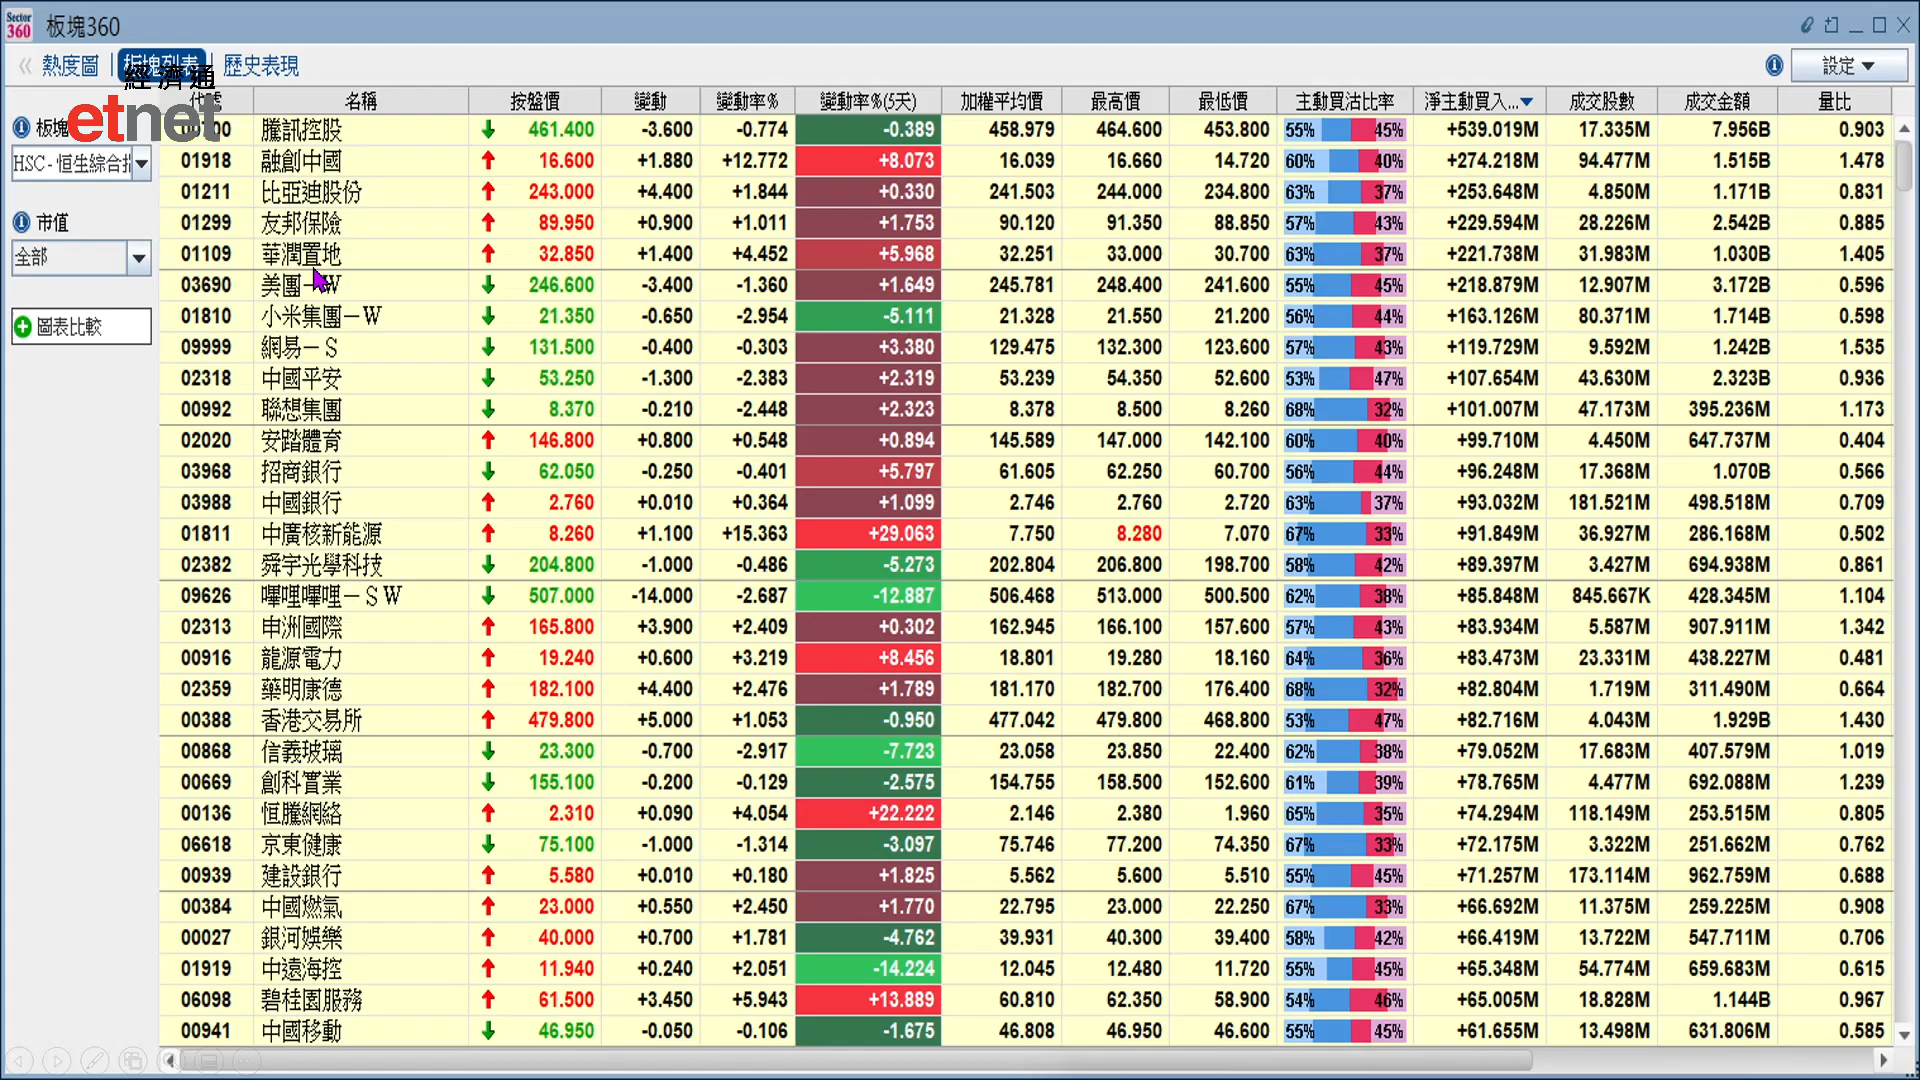 Sector 360 板塊360
熱度圖 板塊列表 歷史表現 設定
經濟通
etnet
板塊
HSC - 恒生綜合指
市值
全部
圖表比較
名稱 按盤價 變動 變動率% 變動率%(5天) 加權平均價 最高價 最低價 主動買沽比率 淨主動買入... 成交股數 成交金額 量比
騰訊控股 461.400 -3.600 -0.774 -0.389 458.979 464.600 453.800 55% 45% +539.019M 17.335M 7.956B 0.903
01918 融創中國 16.600 +1.880 +12.772 +8.073 16.039 16.660 14.720 60% 40% +274.218M 94.477M 1.515B 1.478
01211 比亞迪股份 243.000 +4.400 +1.844 +0.330 241.503 244.000 234.800 63% 37% +253.648M 4.850M 1.171B 0.831
01299 友邦保險 89.950 +0.900 +1.011 +1.753 90.120 91.350 88.850 57% 43% +229.594M 28.226M 2.542B 0.885
01109 華潤置地 32.850 +1.400 +4.452 +5.968 32.251 33.000 30.700 63% 37% +221.738M 31.983M 1.030B 1.405
03690 美團－W 246.600 -3.400 -1.360 +1.649 245.781 248.400 241.600 55% 45% +218.879M 12.907M 3.172B 0.596
01810 小米集團－W 21.350 -0.650 -2.954 -5.111 21.328 21.550 21.200 56% 44% +163.126M 80.371M 1.714B 0.598
09999 網易－S 131.500 -0.400 -0.303 +3.380 129.475 132.300 123.600 57% 43% +119.729M 9.592M 1.242B 1.535
02318 中國平安 53.250 -1.300 -2.383 +2.319 53.239 54.350 52.600 53% 47% +107.654M 43.630M 2.323B 0.936
00992 聯想集團 8.370 -0.210 -2.448 +2.323 8.378 8.500 8.260 68% 32% +101.007M 47.173M 395.236M 1.173
02020 安踏體育 146.800 +0.800 +0.548 +0.894 145.589 147.000 142.100 60% 40% +99.710M 4.450M 647.737M 0.404
03968 招商銀行 62.050 -0.250 -0.401 +5.797 61.605 62.250 60.700 56% 44% +96.248M 17.368M 1.070B 0.566
03988 中國銀行 2.760 +0.010 +0.364 +1.099 2.746 2.760 2.720 63% 37% +93.032M 181.521M 498.518M 0.709
01811 中廣核新能源 8.260 +1.100 +15.363 +29.063 7.750 8.280 7.070 67% 33% +91.849M 36.927M 286.168M 0.502
02382 舜宇光學科技 204.800 -1.000 -0.486 -5.273 202.804 206.800 198.700 58% 42% +89.397M 3.427M 694.938M 0.861
09626 嗶哩嗶哩－ＳＷ 507.000 -14.000 -2.687 -12.887 506.468 513.000 500.500 62% 38% +85.848M 845.667K 428.345M 1.104
02313 申洲國際 165.800 +3.900 +2.409 +0.302 162.945 166.100 157.600 57% 43% +83.934M 5.587M 907.911M 1.342
00916 龍源電力 19.240 +0.600 +3.219 +8.456 18.801 19.280 18.160 64% 36% +83.473M 23.331M 438.227M 0.481
02359 藥明康德 182.100 +4.400 +2.476 +1.789 181.170 182.700 176.400 68% 32% +82.804M 1.719M 311.490M 0.664
00388 香港交易所 479.800 +5.000 +1.053 -0.950 477.042 479.800 468.800 53% 47% +82.716M 4.043M 1.929B 1.430
00868 信義玻璃 23.300 -0.700 -2.917 -7.723 23.058 23.850 22.400 62% 38% +79.052M 17.683M 407.579M 1.019
00669 創科實業 155.100 -0.200 -0.129 -2.575 154.755 158.500 152.600 61% 39% +78.765M 4.477M 692.088M 1.239
00136 恒騰網絡 2.310 +0.090 +4.054 +22.222 2.146 2.380 1.960 65% 35% +74.294M 118.149M 253.515M 0.805
06618 京東健康 75.100 -1.000 -1.314 -3.097 75.746 77.200 74.350 67% 33% +72.175M 3.322M 251.662M 0.762
00939 建設銀行 5.580 +0.010 +0.180 +1.825 5.562 5.600 5.510 55% 45% +71.257M 173.114M 962.759M 0.688
00384 中國燃氣 23.000 +0.550 +2.450 +1.770 22.795 23.000 22.250 67% 33% +66.692M 11.375M 259.225M 0.908
00027 銀河娛樂 40.000 +0.700 +1.781 -4.762 39.931 40.300 39.400 58% 42% +66.419M 13.722M 547.711M 0.706
01919 中遠海控 11.940 +0.240 +2.051 -14.224 12.045 12.480 11.720 55% 45% +65.348M 54.774M 659.683M 0.615
06098 碧桂園服務 61.500 +3.450 +5.943 +13.889 60.810 62.350 58.900 54% 46% +65.005M 18.828M 1.144B 0.967
00941 中國移動 46.950 -0.050 -0.106 -1.675 46.808 46.950 46.600 55% 45% +61.655M 13.498M 631.806M 0.585